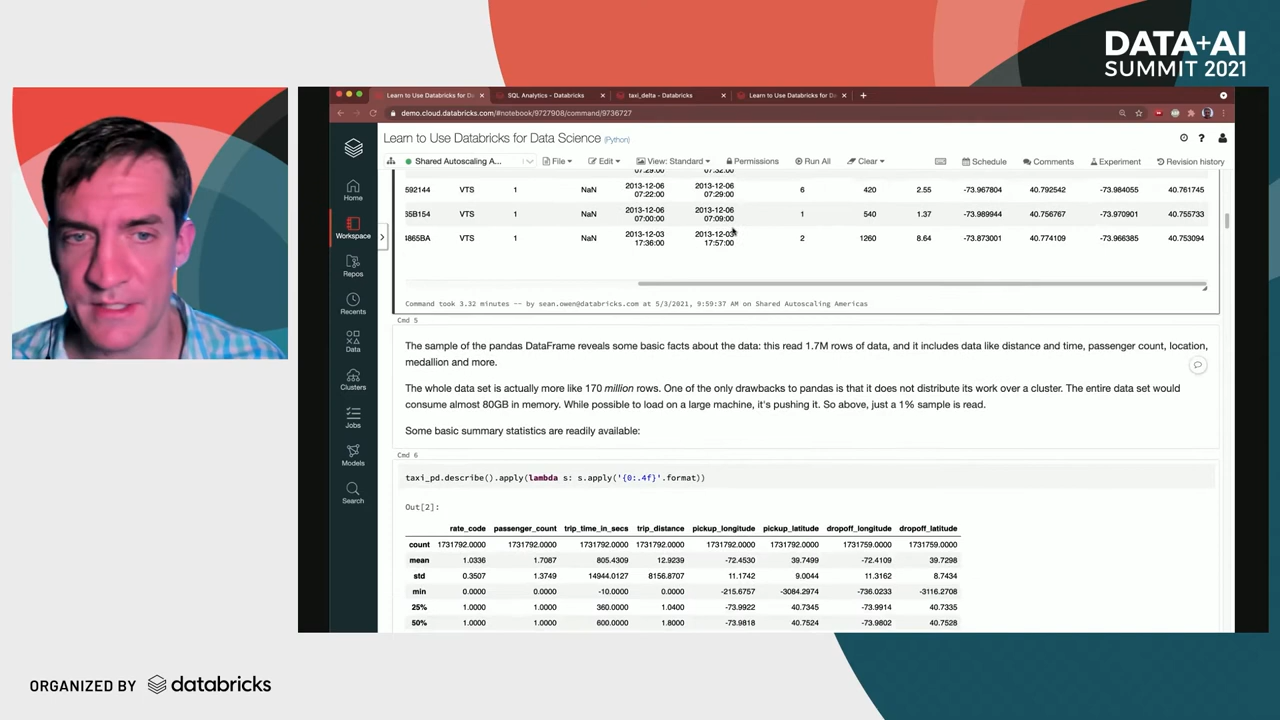 DATA+AI
SUMMIT 2021
Learn to Use Databricks for Da
SQL Analytics - Databricks
taxi_delta - Databricks
Learn to Use Databricks for Da
demo.cloud.databricks.com/#notebook/9727908/command/9736727
Learn to Use Databricks for Data Science (Python)
Shared Autoscaling A... File Edit View: Standard Permissions Run All Clear Schedule Comments Experiment Revision history
Home
Workspace
Repos
Recents
Data
Clusters
Jobs
Models
Search
07:29:00 07:32:00
592144 VTS 1 NaN 2013-12-06 07:22:00 2013-12-06 07:29:00 6 420 2.55 -73.967804 40.792542 -73.984055 40.761745
55B154 VTS 1 NaN 2013-12-06 07:00:00 2013-12-06 07:09:00 1 540 1.37 -73.989944 40.756767 -73.970901 40.755733
4865BA VTS 1 NaN 2013-12-03 17:36:00 2013-12-03 17:57:00 2 1260 8.64 -73.873001 40.774109 -73.966385 40.753094
Command took 3.32 minutes -- by sean.owen@databricks.com at 5/3/2021, 9:59:37 AM on Shared Autoscaling Americas
Cmd 5
The sample of the pandas DataFrame reveals some basic facts about the data: this read 1.7M rows of data, and it includes data like distance and time, passenger count, location,
medallion and more.
The whole data set is actually more like 170 million rows. One of the only drawbacks to pandas is that it does not distribute its work over a cluster. The entire data set would
consume almost 80GB in memory. While possible to load on a large machine, it's pushing it. So above, just a 1% sample is read.
Some basic summary statistics are readily available:
Cmd 6
taxi_pd.describe().apply(lambda s: s.apply('{0:.4f}'.format))
Out[2]:
rate_code passenger_count trip_time_in_secs trip_distance pickup_longitude pickup_latitude dropoff_longitude dropoff_latitude
count 1731792.0000 1731792.0000 1731792.0000 1731792.0000 1731792.0000 1731792.0000 1731759.0000 1731759.0000
mean 1.0336 1.7087 805.4309 12.9239 -72.4530 39.7499 -72.4109 39.7298
std 0.3507 1.3749 14944.0127 8156.8707 11.1742 9.0044 11.3162 8.7434
min 0.0000 0.0000 -10.0000 0.0000 -215.6757 -3084.2974 -736.0233 -3116.2708
25% 1.0000 1.0000 360.0000 1.0400 -73.9922 40.7345 -73.9914 40.7335
50% 1.0000 1.0000 600.0000 1.8000 -73.9818 40.7524 -73.9802 40.7528
ORGANIZED BY databricks